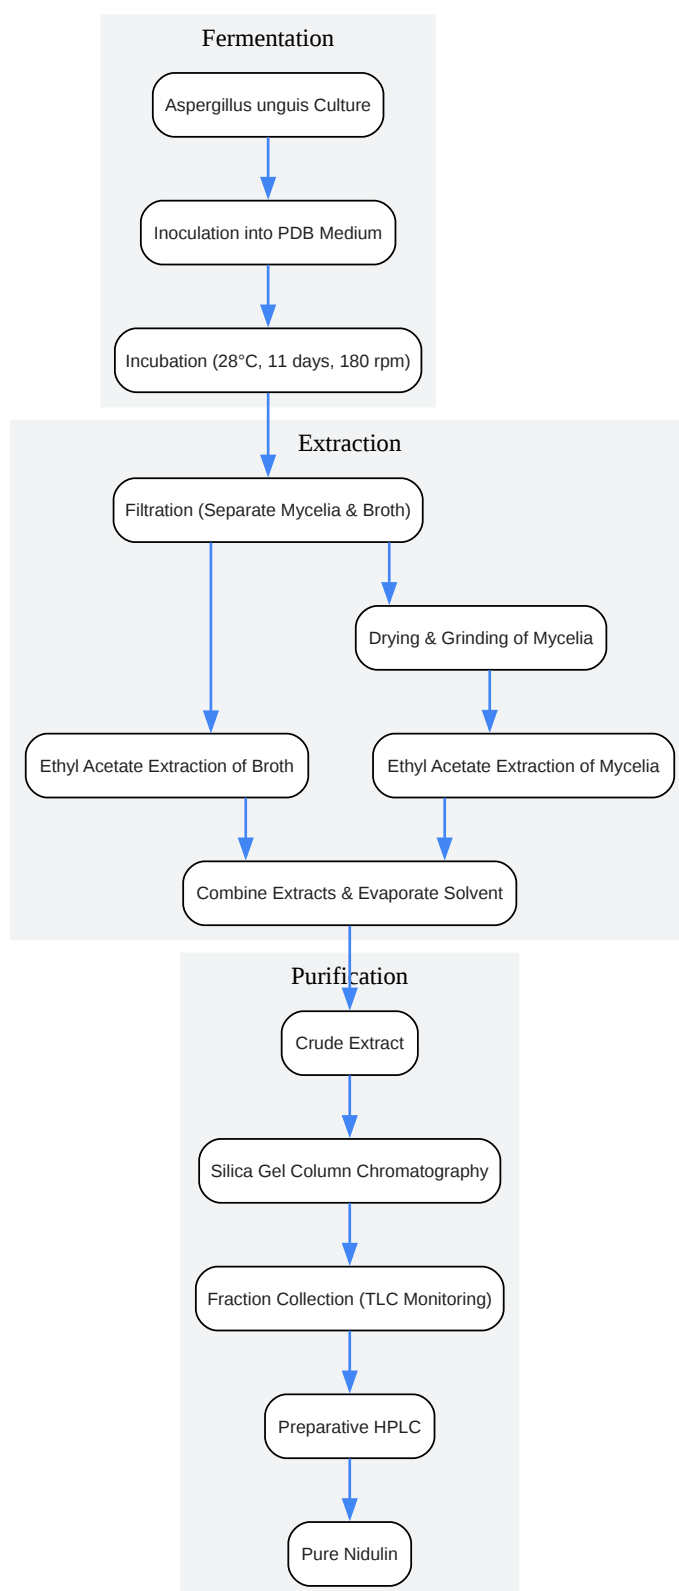 Fermentation
Aspergillus unguis Culture
Inoculation into PDB Medium
Incubation (28°C, 11 days, 180 rpm)
Extraction
Filtration (Separate Mycelia & Broth)
Drying & Grinding of Mycelia
Ethyl Acetate Extraction of Broth
Ethyl Acetate Extraction of Mycelia
Combine Extracts & Evaporate Solvent
Purification
Crude Extract
Silica Gel Column Chromatography
Fraction Collection (TLC Monitoring)
Preparative HPLC
Pure Nidulin